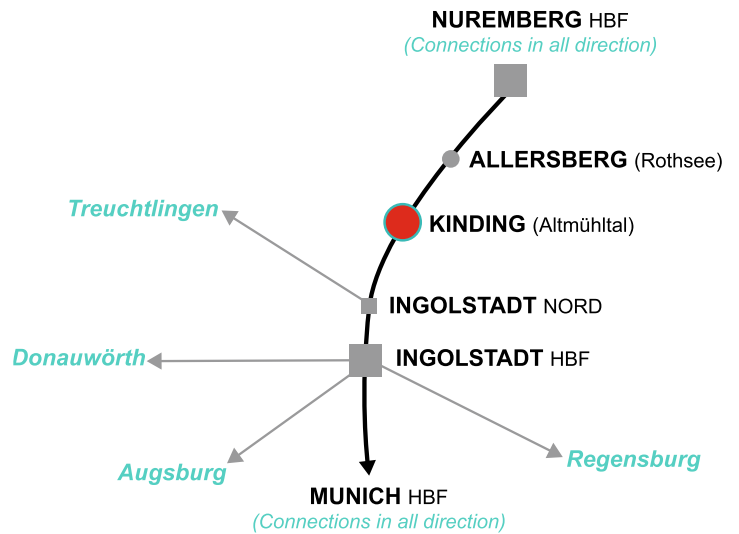 NUREMBERG HBF
(Connections in all direction)
ALLERSBERG (Rothsee)
Treuchtlingen
KINDING (Altmühltal)
INGOLSTADT NORD
Donauwörth
INGOLSTADT HBF
Augsburg
Regensburg
MUNICH HBF
(Connections in all direction)